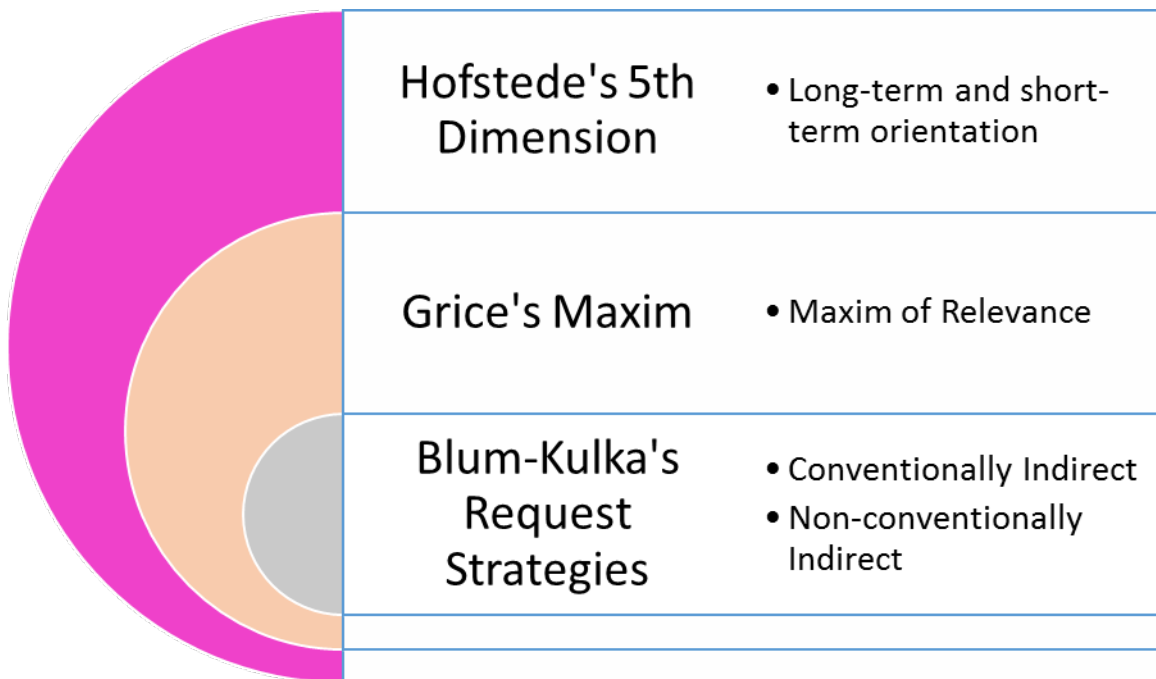 Hofstede's 5th
Dimension
• Long-term and short-
term orientation
Grice's Maxim
• Maxim of Relevance
Blum-Kulka's
Request
Strategies
• Conventionally Indirect
• Non-conventionally
Indirect